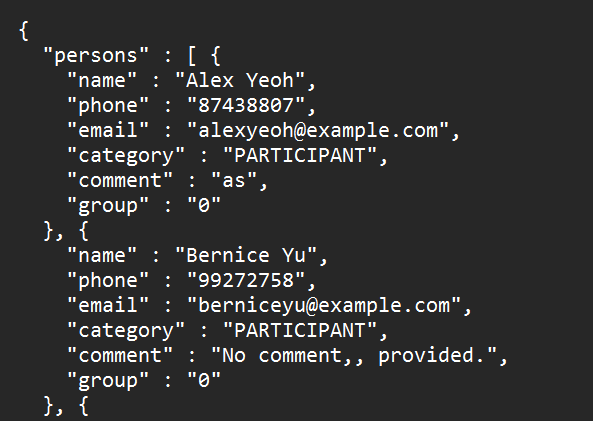 {
  "persons" : [ {
    "name" : "Alex Yeoh",
    "phone" : "87438807",
    "email" : "alexyeoh@example.com",
    "category" : "PARTICIPANT",
    "comment" : "as",
    "group" : "0"
  }, {
    "name" : "Bernice Yu",
    "phone" : "99272758",
    "email" : "berniceyu@example.com",
    "category" : "PARTICIPANT",
    "comment" : "No comment,, provided.",
    "group" : "0"
  }, {